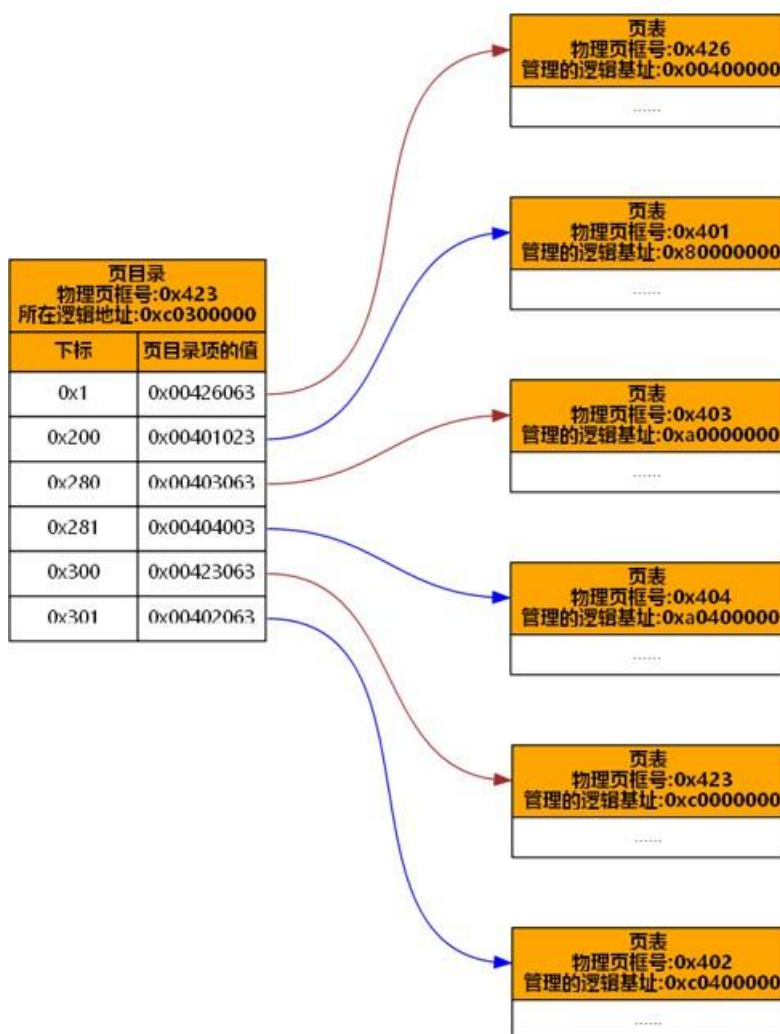 页表
物理页框号:0x426
管理的逻辑基址:0x00400000
......
页表
物理页框号:0x401
管理的逻辑基址:0x80000000
......
页目录
物理页框号:0x423
所在逻辑地址:0xc0300000
下标 页目录项的值
0x1 0x00426063
0x200 0x00401023
0x280 0x00403063
0x281 0x00404003
0x300 0x00423063
0x301 0x00402063
页表
物理页框号:0x403
管理的逻辑基址:0xa0000000
......
页表
物理页框号:0x404
管理的逻辑基址:0xa0400000
......
页表
物理页框号:0x423
管理的逻辑基址:0xc0000000
......
页表
物理页框号:0x402
管理的逻辑基址:0xc0400000
......